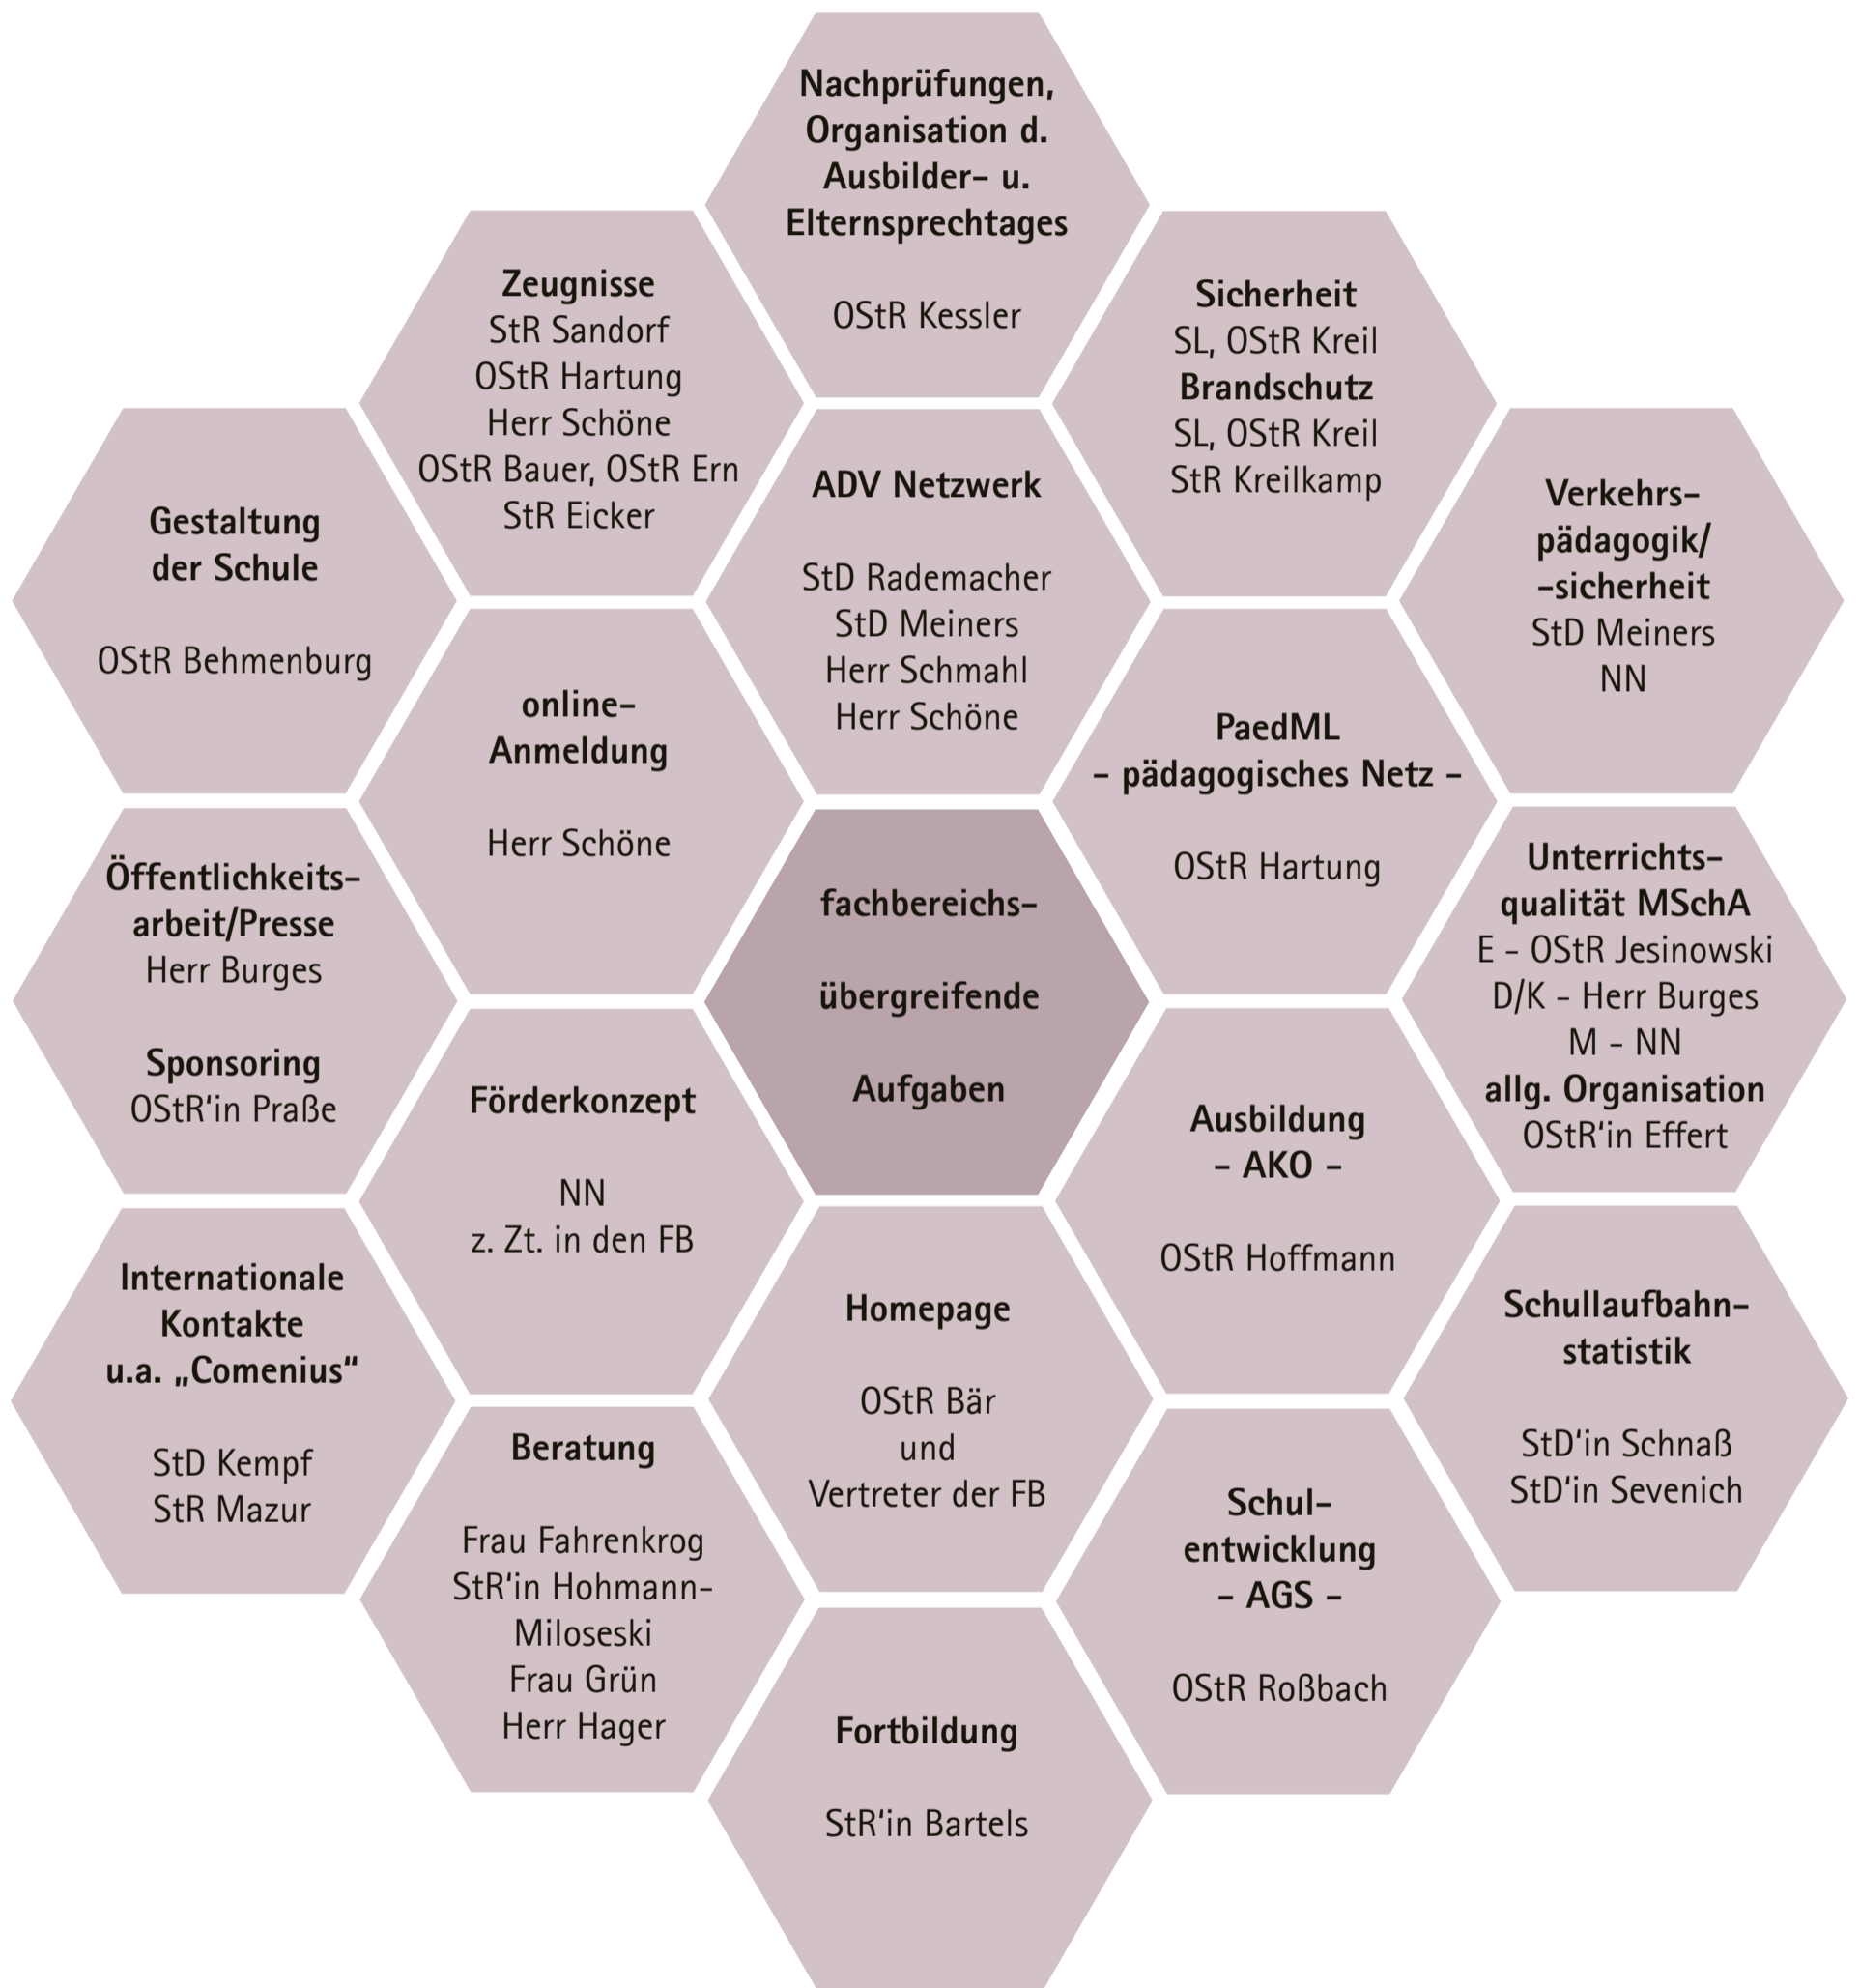 Nachprüfungen,
Organisation d.
Ausbilder- u.
Elternsprechtages
OStR Kessler
Zeugnisse
StR Sandorf
OStR Hartung
Herr Schöne
OStR Bauer, OStR Ern
StR Eicker
Sicherheit
SL, OStR Kreil
Brandschutz
SL, OStR Kreil
StR Kreilkamp
Gestaltung
der Schule
OStR Behmenburg
ADV Netzwerk
StD Rademacher
StD Meiners
Herr Schmahl
Herr Schöne
Verkehrs-
pädagogik/
-sicherheit
StD Meiners
NN
online-
Anmeldung
Herr Schöne
PaedML
- pädagogisches Netz -
OStR Hartung
Öffentlichkeits-
arbeit/Presse
Herr Burges
Sponsoring
OStR‘in Praße
fachbereichs-
übergreifende
Aufgaben
Unterrichts-
qualität MSchA
E - OStR Jesinowski
D/K - Herr Burges
M - NN
allg. Organisation
OStR‘in Effert
Förderkonzept
NN
z. Zt. in den FB
Ausbildung
- AKO -
OStR Hoffmann
Internationale
Kontakte
u.a. „Comenius“
StD Kempf
StR Mazur
Homepage
OStR Bär
und
Vertreter der FB
Schullaufbahn-
statistik
StD‘in Schnaß
StD‘in Sevenich
Beratung
Frau Fahrenkrog
StR‘in Hohmann-
Miloseski
Frau Grün
Herr Hager
Schul-
entwicklung
- AGS -
OStR Roßbach
Fortbildung
StR‘in Bartels